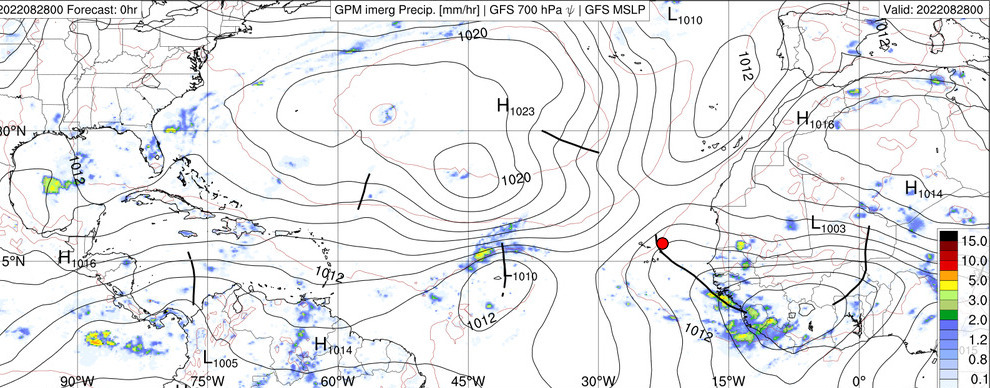 2022082800 Forecast: 0hr
GPM imerg Precip. [mm/hr] | GFS 700 hPa ψ | GFS MSLP
Valid: 2022082800
L1010
1020
1012
1012
H1023
H1016
30°N
1012
1020
H1014
L1003
15.0
10.0
5.0
3.0
2.0
1.2
0.8
0.1
5°N
H1016
1012
L1010
1012
1012
L1005
H1014
90°W
75°W
60°W
45°W
30°W
15°W
0°